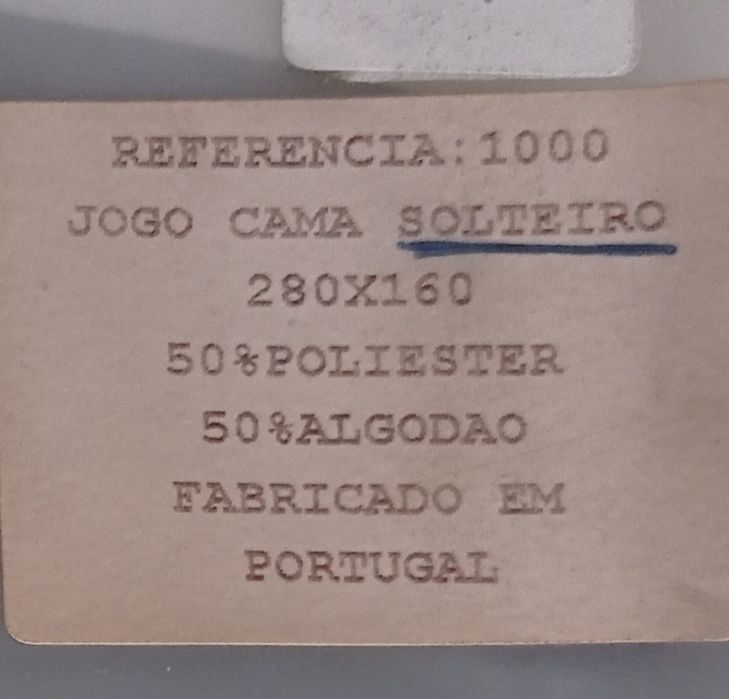 REFERENCIA:1000
JOGO CAMA SOLTEIRO
280X160
50%POLIESTER
50%ALGODAO
FABRICADO EM
PORTUGAL